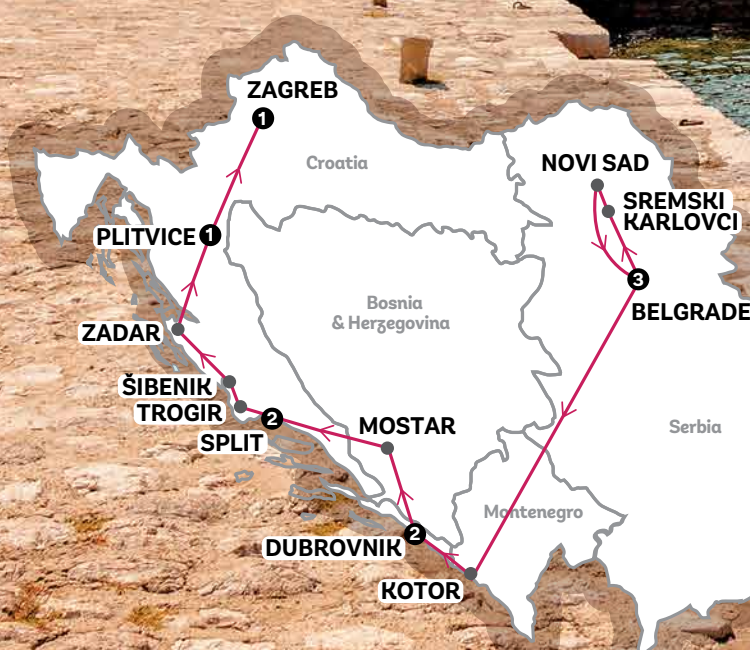 ZAGREB
1
Croatia
NOVI SAD
SREMSKI
KARLOVCI
PLITVICE 1
3
BELGRADE
Bosnia
& Herzegovina
ZADAR
ŠIBENIK
TROGIR
2
SPLIT
MOSTAR
Serbia
Montenegro
2
DUBROVNIK
KOTOR